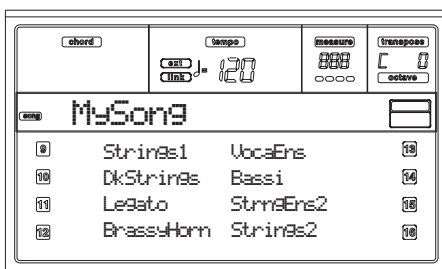 chord tempo measure transpose
ext link ♩= 120 888 C 0
octave
song MySong
9 Strings1 VocaEns 13
10 DkStrings Bassi 14
11 Legato StrngEns2 15
12 BrassyHorn Strings2 16